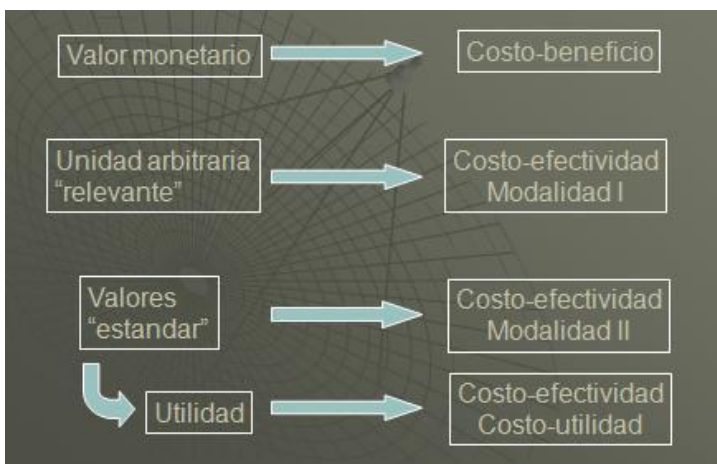 Valor monetario
Costo-beneficio
Unidad arbitraria
“relevante”
Costo-efectividad
Modalidad I
Valores
“estandar”
Costo-efectividad
Modalidad II
Utilidad
Costo-efectividad
Costo-utilidad